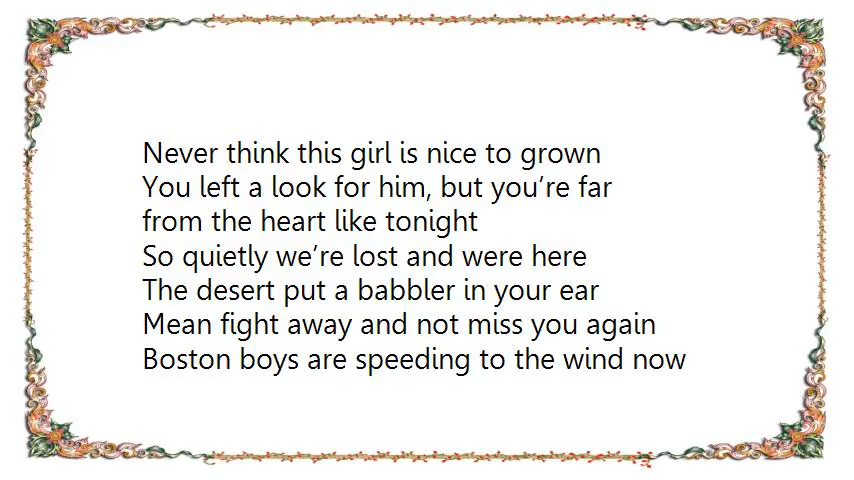 Never think this girl is nice to grown
You left a look for him, but you’re far
from the heart like tonight
So quietly we’re lost and were here
The desert put a babbler in your ear
Mean fight away and not miss you again
Boston boys are speeding to the wind now